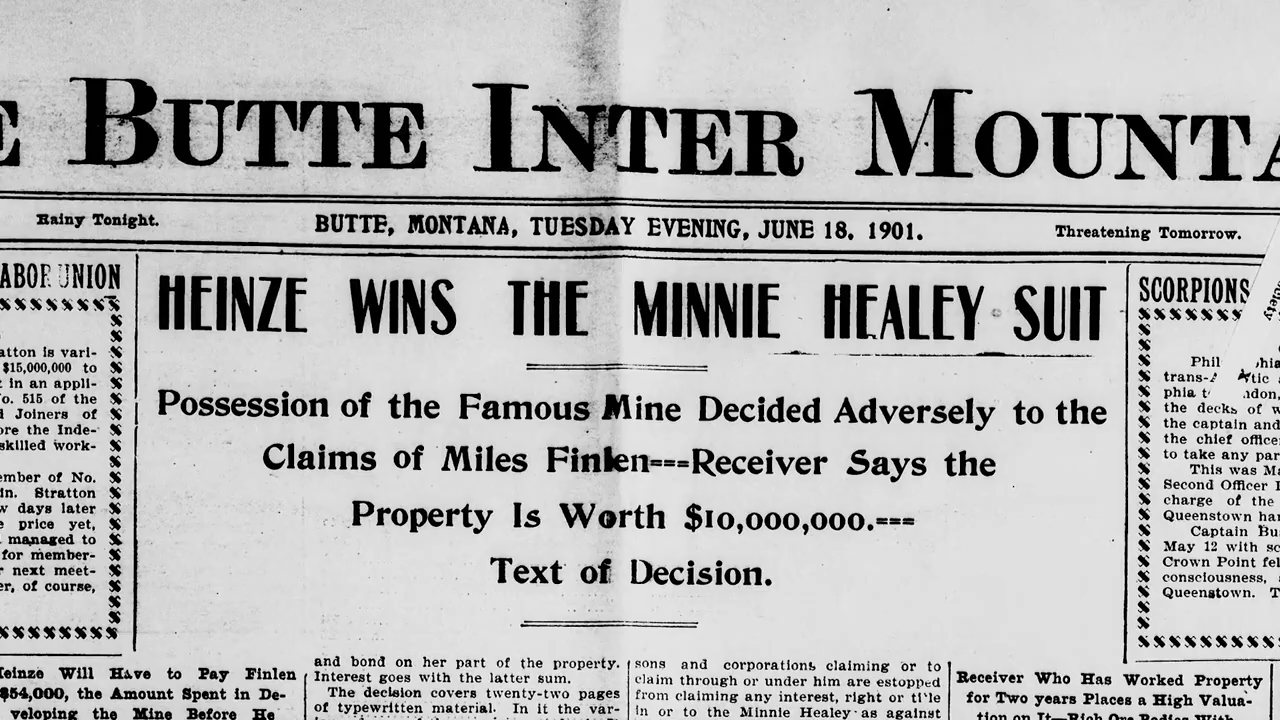 E BUTTE INTER MOUNTA
Rainy Tonight.
BUTTE, MONTANA, TUESDAY EVENING, JUNE 18, 1901.
Threatening Tomorrow.
ABOR UNION
atton is vari-
$15,000,000 to
t in an appli-
o. 515 of the
d Joiners of
ore the Inde-
skilled work-
ember of No.
dn. Stratton
w days later
e price yet,
managed to
for member-
r next meet-
er, of course,
HEINZE WINS THE MINNIE HEALEY SUIT
Possession of the Famous Mine Decided Adversely to the
Claims of Miles Finlen===Receiver Says the
Property Is Worth $10,000,000.===
Text of Decision.
SCORPIONS
Phil
trans-
phia
the decks of w
the captain and
the chief office
to take any par
This was Ma
Second Officer
charge of the
Queenstown har
Captain Bu
May 12 with sc
Crown Point fel
consciousness,
Queenstown. T
Heinze Will Have to Pay Finlen
$54,000, the Amount Spent in De-
veloping the Mine Before He
and bond on her part of the property.
Interest goes with the latter sum.
The decision covers twenty-two pages
of typewritten material. In it the var-
sons and corporations claiming or to
claim through or under him are estopped
from claiming any interest, right or title
in or to the Minnie Healey as against
Receiver Who Has Worked Property
for Two years Places a High Valua-
tion on It—Rich Ore Bodies With